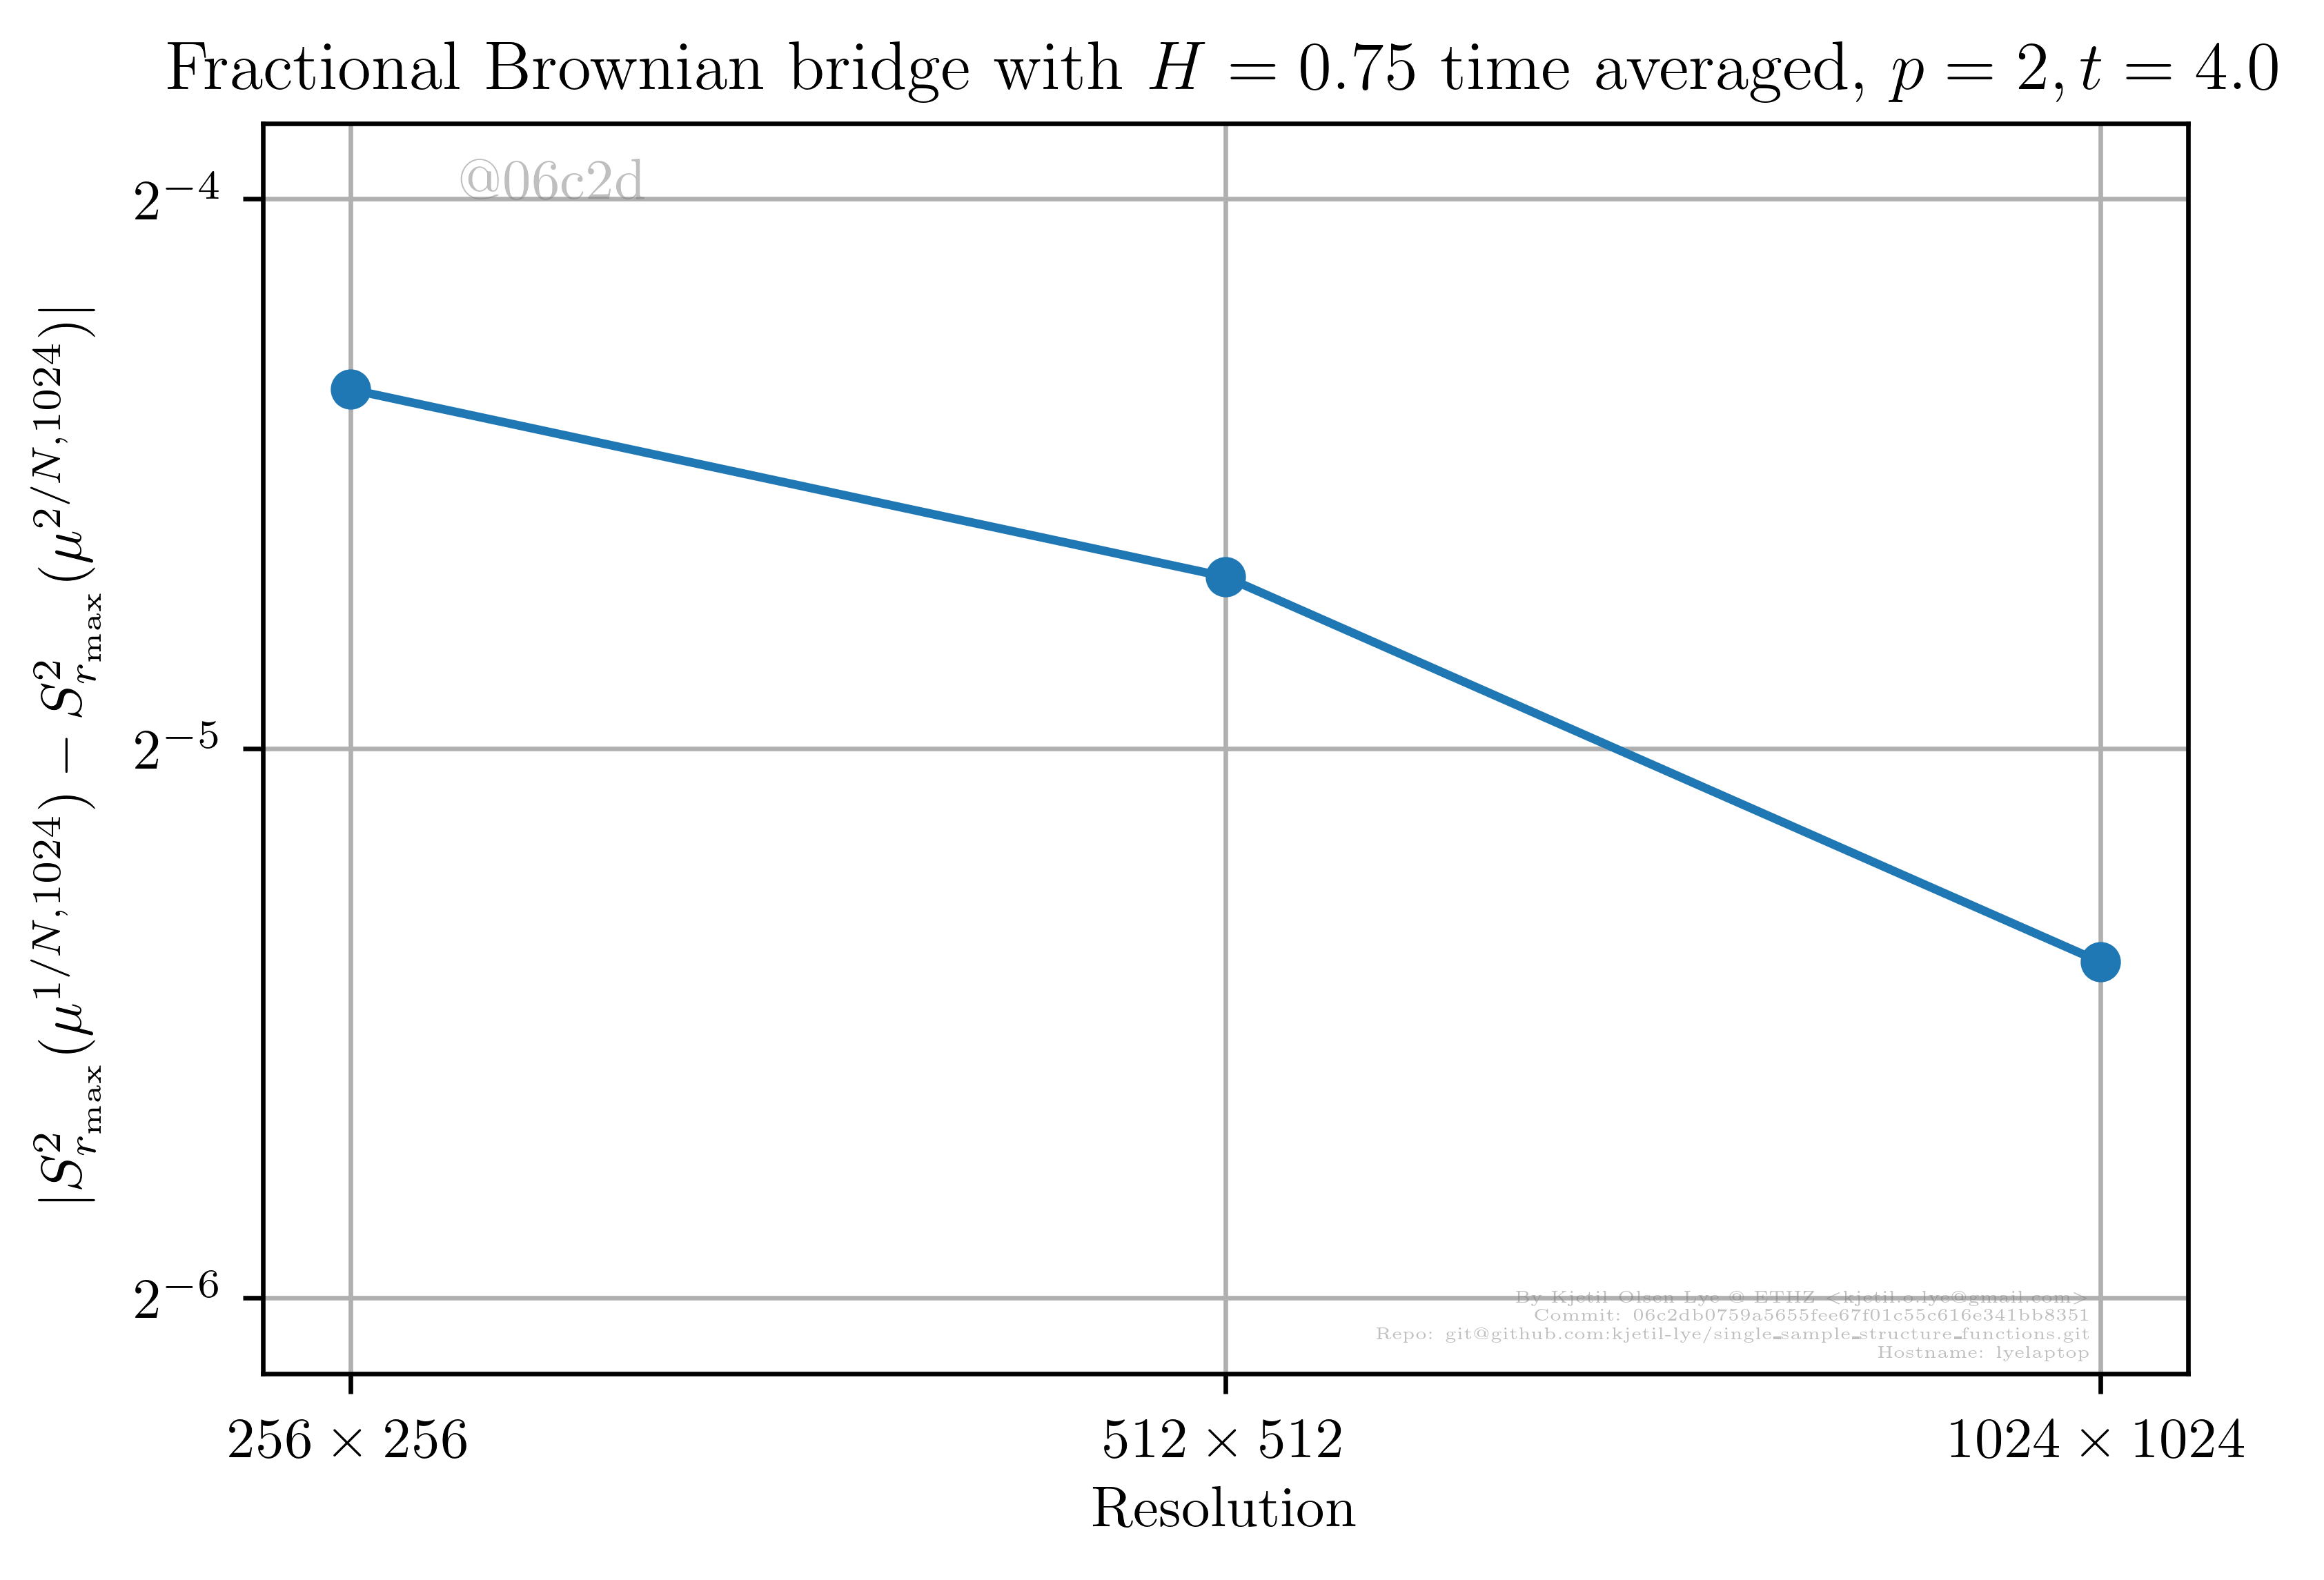 Fractional Brownian bridge with H = 0.75 time averaged, p = 2, t = 4.0
@06c2d
2⁻⁴
2⁻⁵
2⁻⁶
|S²_{r_max}(μ^{1/N,1024}) − S²_{r_max}(μ^{2/N,1024})|
By Kjetil Olsen Lye @ ETHZ <kjetil.o.lye@gmail.com>
Commit: 06c2db0759a5655fee67f01c55c616e341bb8351
Repo: git@github.com:kjetil-lye/single_sample_structure_functions.git
Hostname: lyelaptop
256 × 256
512 × 512
1024 × 1024
Resolution